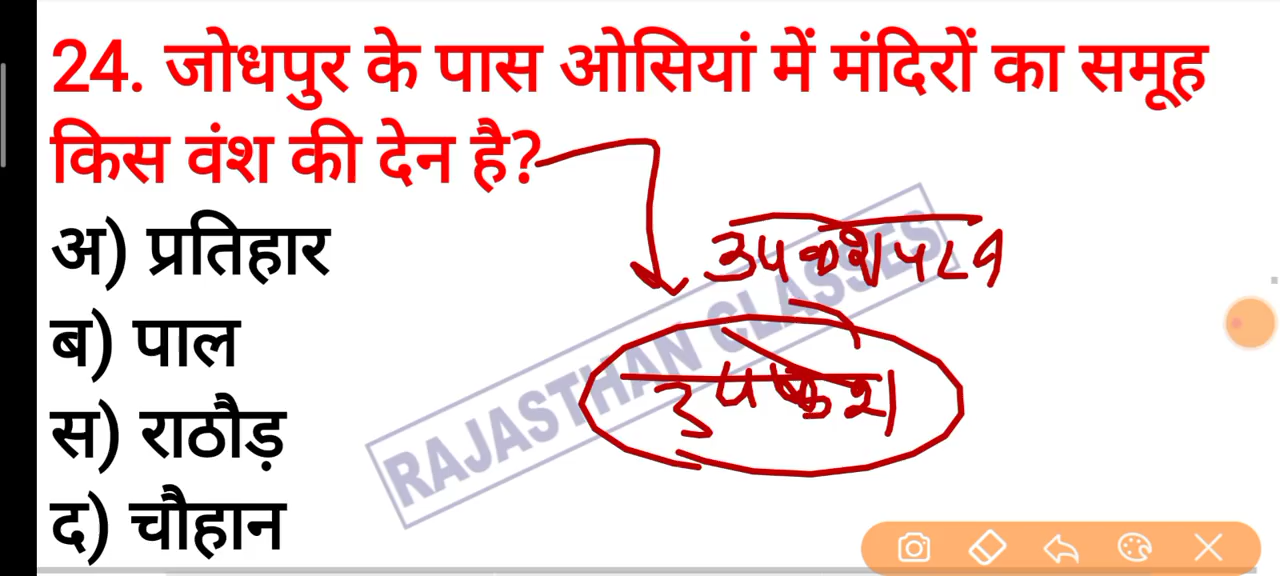 24. जोधपुर के पास ओसियां में मंदिरों का समूह
किस वंश की देन है?
अ) प्रतिहार
ब) पाल
स) राठौड़
द) चौहान
RAJASTHAN CLASSES